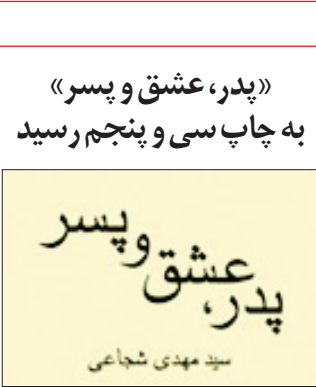 «پدر، عشق و پسر»
به چاپ سی و پنجم رسید
پدر، عشق و پسر
سید مهدی شجاعی